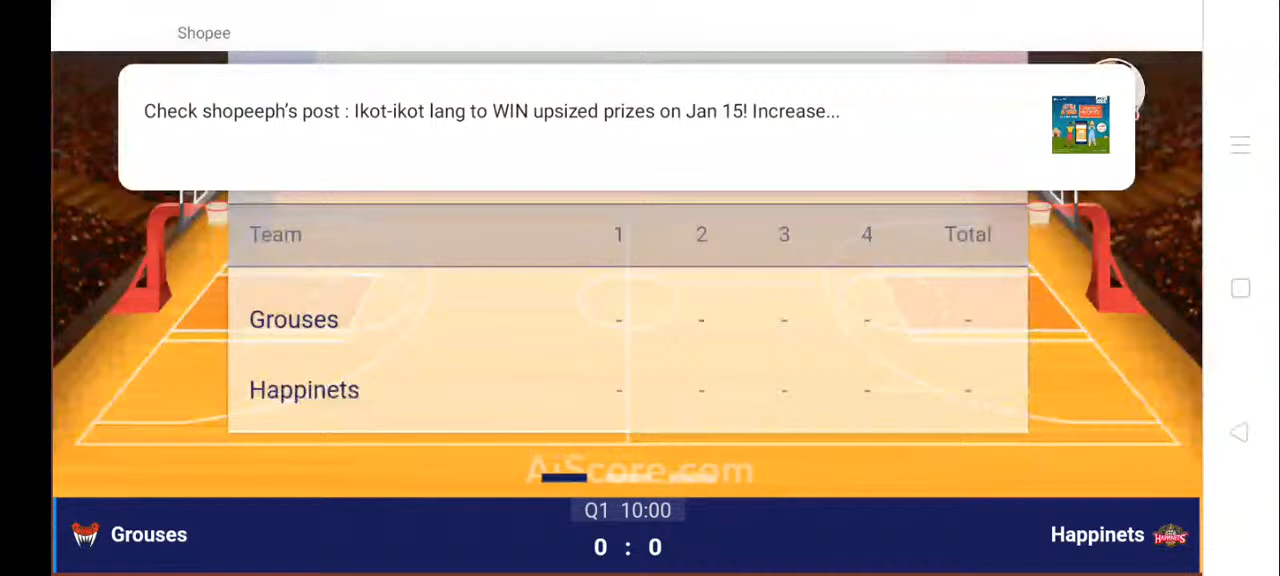 Shopee
Check shopeeph's post : Ikot-ikot lang to WIN upsized prizes on Jan 15! Increase...
Team 1 2 3 4 Total
Grouses - - - - -
Happinets - - - - -
AiScore.com
Q1 10:00
Grouses 0 : 0 Happinets
HAPPINETS